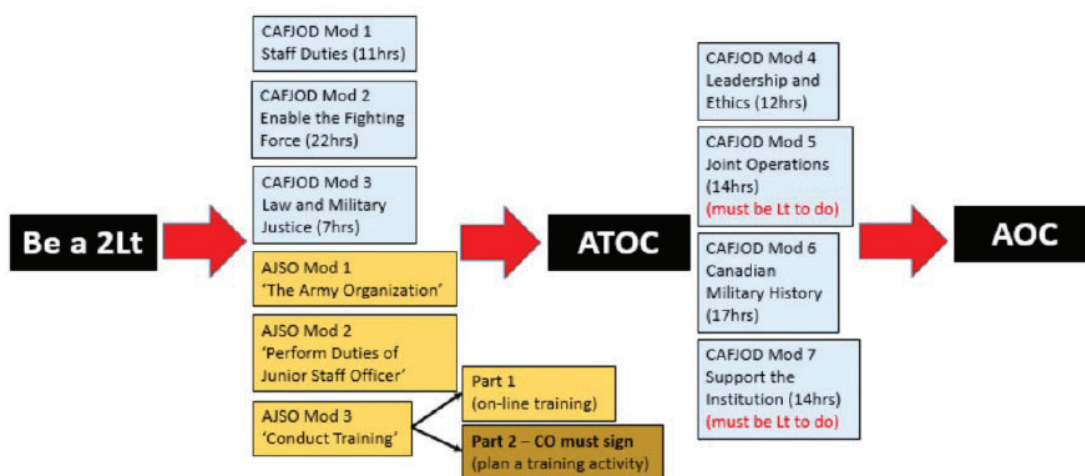 Be a 2Lt
CAFJOD Mod 1
Staff Duties (11hrs)
CAFJOD Mod 2
Enable the Fighting
Force (22hrs)
CAFJOD Mod 3
Law and Military
Justice (7hrs)
AJSO Mod 1
‘The Army Organization’
AJSO Mod 2
‘Perform Duties of
Junior Staff Officer’
AJSO Mod 3
‘Conduct Training’
Part 1
(on-line training)
Part 2 – CO must sign
(plan a training activity)
ATOC
CAFJOD Mod 4
Leadership and
Ethics (12hrs)
CAFJOD Mod 5
Joint Operations
(14hrs)
(must be Lt to do)
CAFJOD Mod 6
Canadian
Military History
(17hrs)
CAFJOD Mod 7
Support the
Institution (14hrs)
(must be Lt to do)
AOC